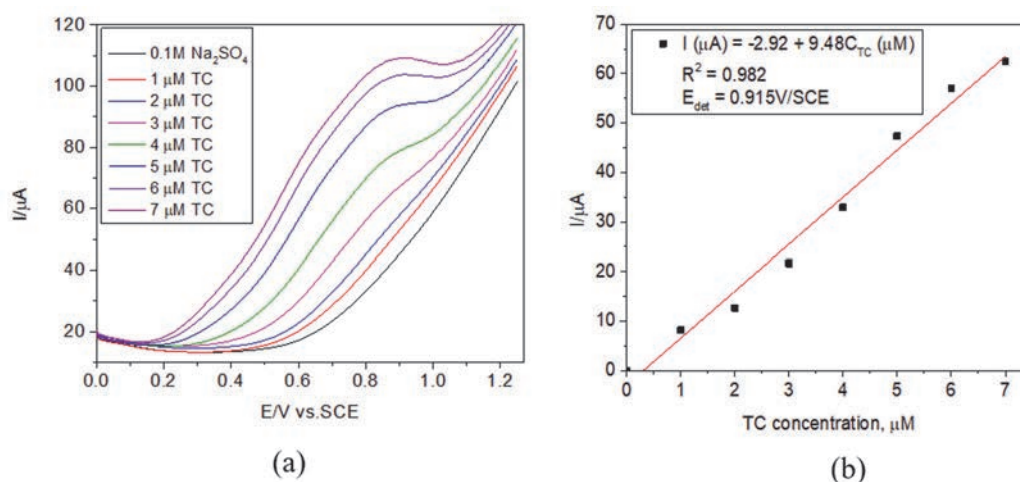 120
100
80
60
40
20
I/μA
0.1M Na₂SO₄
1 μM TC
2 μM TC
3 μM TC
4 μM TC
5 μM TC
6 μM TC
7 μM TC
0.0 0.2 0.4 0.6 0.8 1.0 1.2
E/V vs.SCE
(a)
70
60
50
40
30
20
10
0
I/μA
I (μA) = -2.92 + 9.48C_TC (μM)
R² = 0.982
E_det = 0.915V/SCE
0 1 2 3 4 5 6 7
TC concentration, μM
(b)